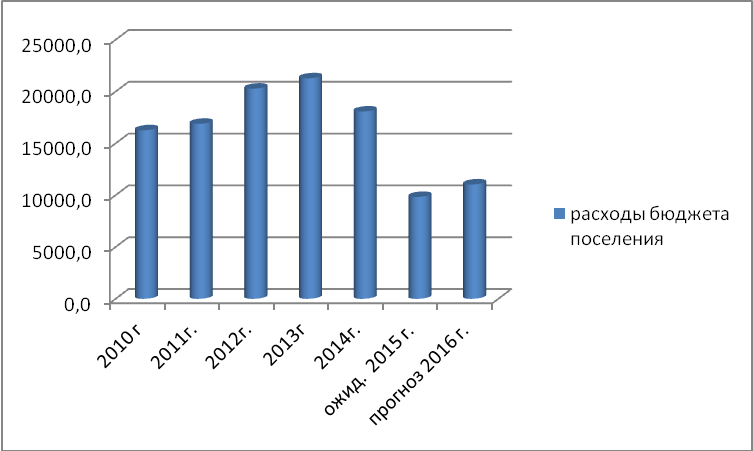 25000,0
20000,0
15000,0
10000,0
5000,0
0,0
2010г
2011г.
2012г.
2013г
2014г.
ожид. 2015 г.
прогноз 2016 г.
расходы бюджета
поселения